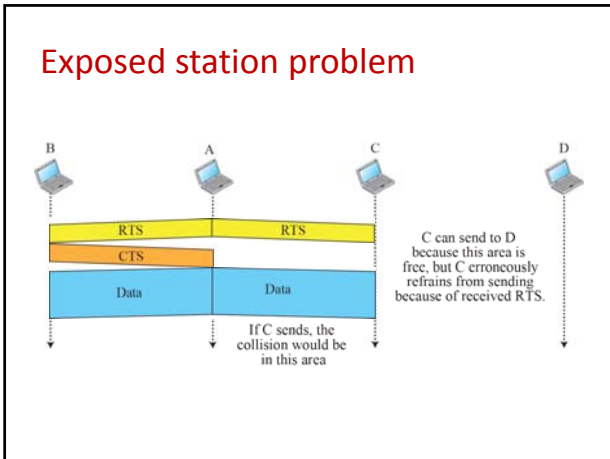 Exposed station problem
B
A
C
D
RTS
RTS
CTS
Data
Data
C can send to D
because this area is
free, but C erroneously
refrains from sending
because of received RTS.
If C sends, the
collision would be
in this area